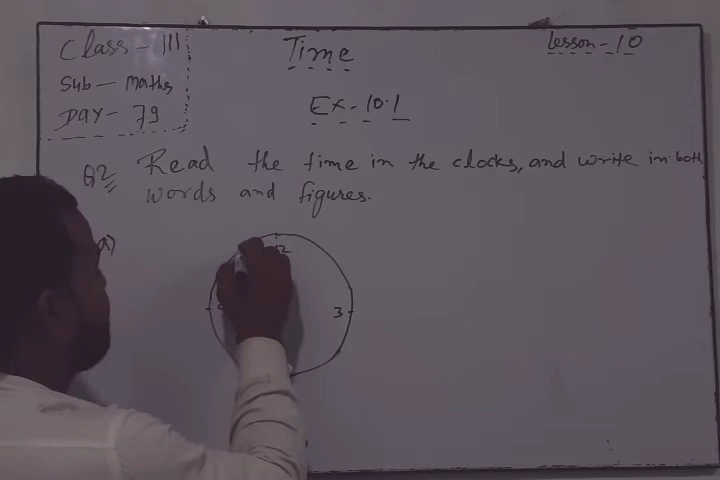 Class - III
Time
Lesson - 10
Sub - Maths
Day - 79
Ex - 10.1
Q2 Read the time in the clocks, and write in both
words and figures.
12
3